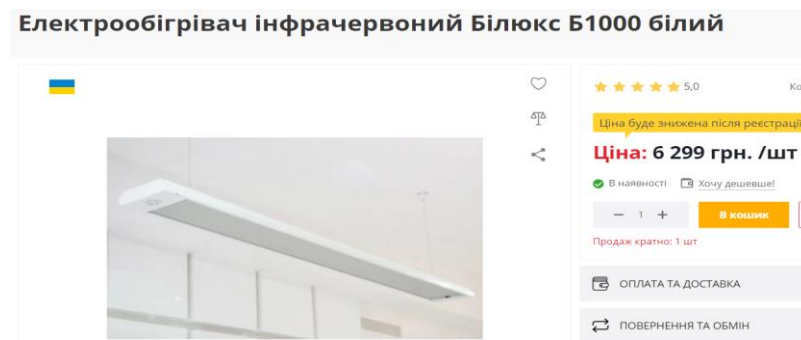 Електрообігрівач інфрачервоний Білюкс Б1000 білий
5,0
Ціна буде знижена після реєстрації
Ціна: 6 299 грн. /шт
В наявності Хочу дешевше!
− 1 + В кошик
Продаж кратно: 1 шт
ОПЛАТА ТА ДОСТАВКА
ПОВЕРНЕННЯ ТА ОБМІН